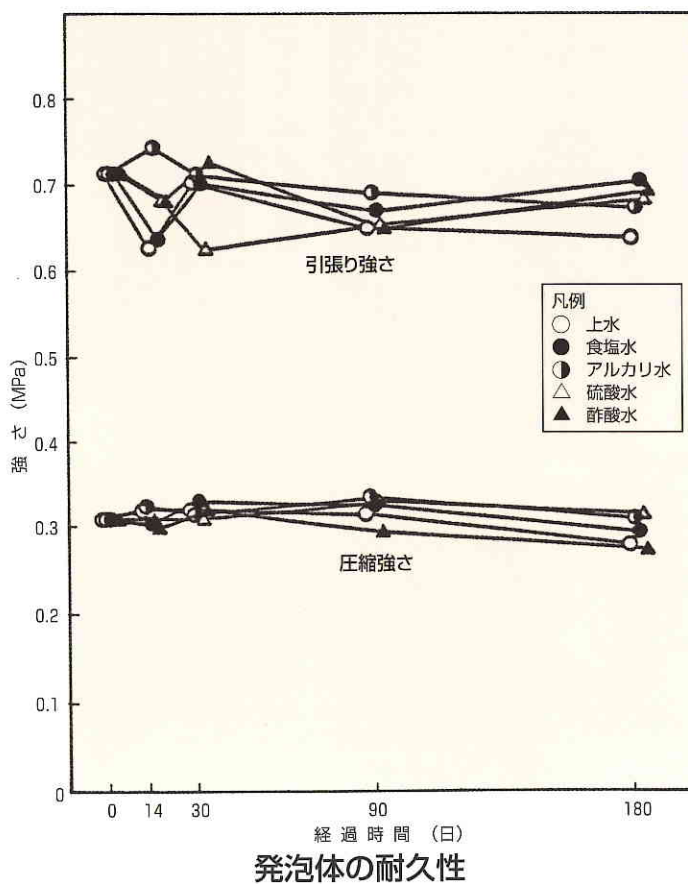 0.8
0.7
0.6
0.5
0.4
0.3
0.2
0.1
0
強さ (MPa)
引張り強さ
凡例
上水
食塩水
アルカリ水
硫酸水
酢酸水
圧縮強さ
0 14 30 90 180
経過時間 (日)
発泡体の耐久性